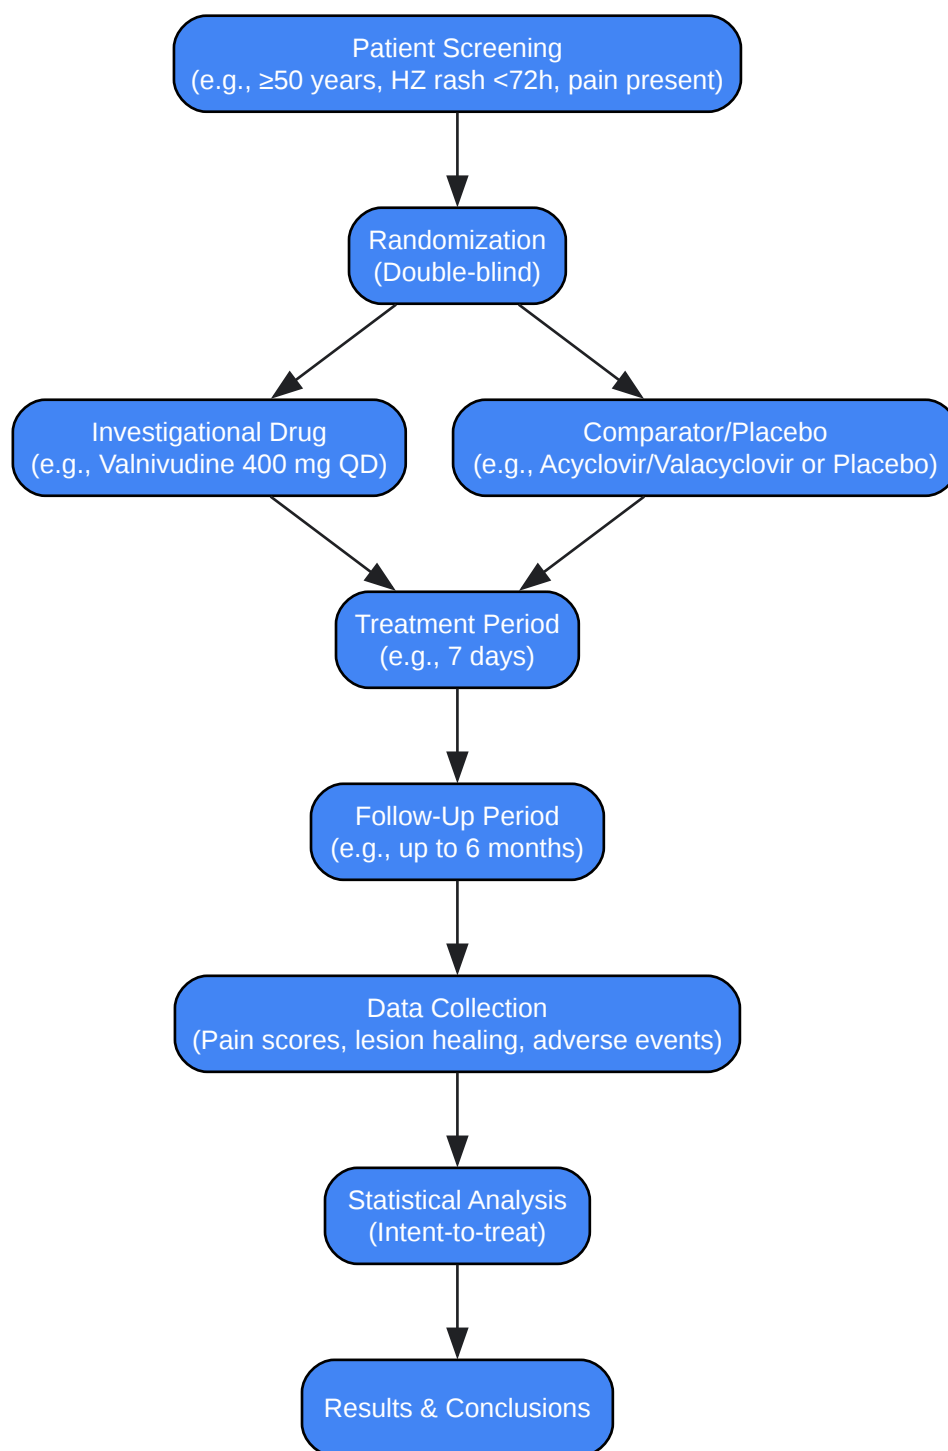 Patient Screening
(e.g., ≥50 years, HZ rash <72h, pain present)
Randomization
(Double-blind)
Investigational Drug
(e.g., Valnivudine 400 mg QD)
Comparator/Placebo
(e.g., Acyclovir/Valacyclovir or Placebo)
Treatment Period
(e.g., 7 days)
Follow-Up Period
(e.g., up to 6 months)
Data Collection
(Pain scores, lesion healing, adverse events)
Statistical Analysis
(Intent-to-treat)
Results & Conclusions